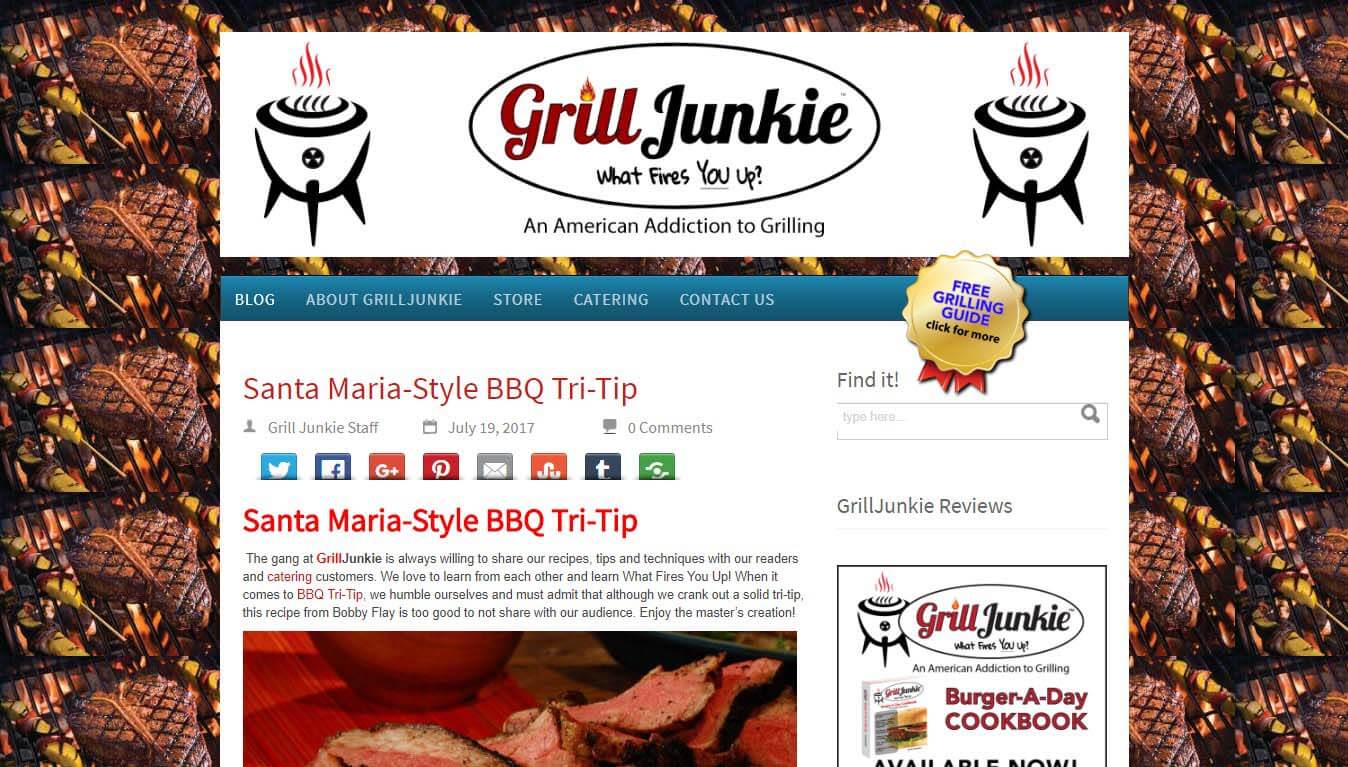 Grill Junkie™
What Fires You Up?
An American Addiction to Grilling
BLOG ABOUT GRILLJUNKIE STORE CATERING CONTACT US
FREE
GRILLING
GUIDE
click for more
Santa Maria-Style BBQ Tri-Tip
Grill Junkie Staff July 19, 2017 0 Comments
Santa Maria-Style BBQ Tri-Tip
The gang at GrillJunkie is always willing to share our recipes, tips and techniques with our readers
and catering customers. We love to learn from each other and learn What Fires You Up! When it
comes to BBQ Tri-Tip, we humble ourselves and must admit that although we crank out a solid tri-tip,
this recipe from Bobby Flay is too good to not share with our audience. Enjoy the master's creation!
Find it!
type here...
GrillJunkie Reviews
Grill Junkie™
What Fires You Up?
An American Addiction to Grilling
Grill Junkie
Burger-A-Day
COOKBOOK
AVAILABLE NOW!